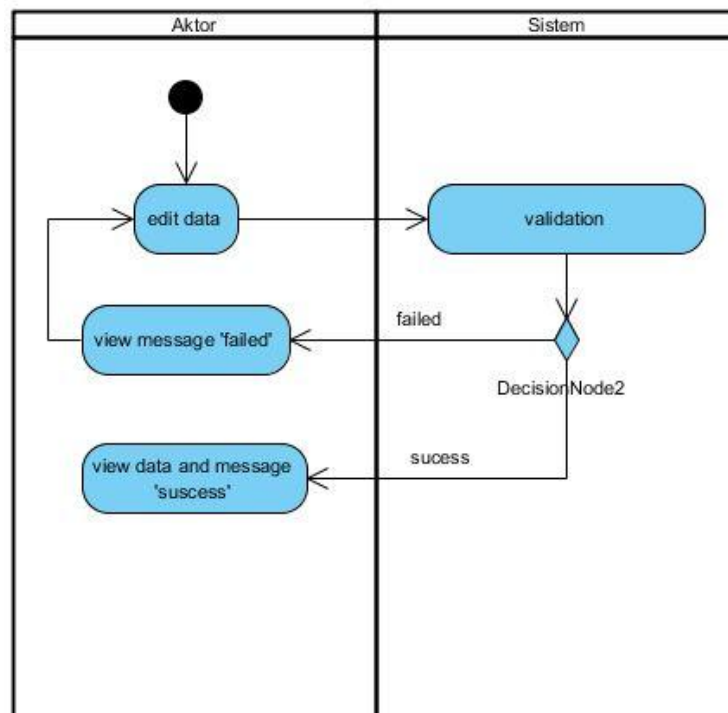 Aktor
Sistem
edit data
validation
failed
view message 'failed'
DecisionNode2
sucess
view data and message
'suscess'